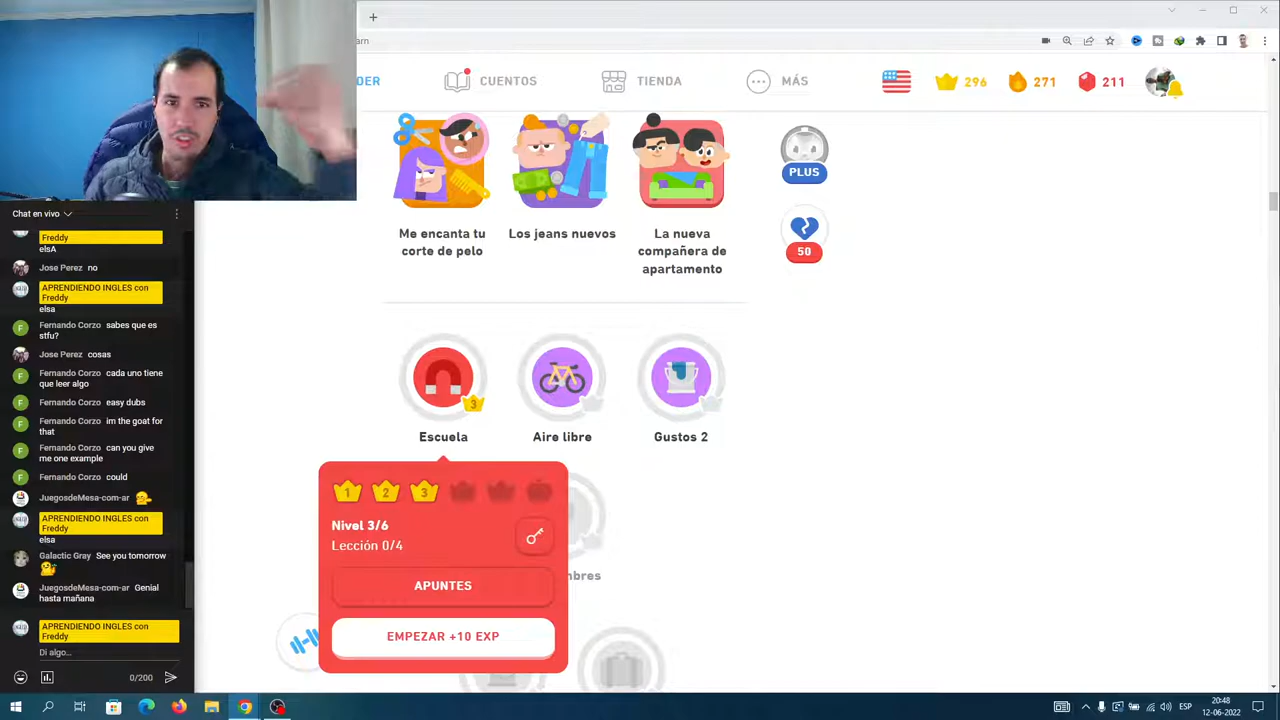 arn
DER
CUENTOS
TIENDA
MÁS
296
271
211
PLUS
50
Me encanta tu
corte de pelo
Los jeans nuevos
La nueva
compañera de
apartamento
Escuela
3
Aire libre
Gustos 2
1 2 3
Nivel 3/6
Lección 0/4
APUNTES
EMPEZAR +10 EXP
mbres
Chat en vivo
Freddy
elsA
Jose Perez no
APRENDIENDO INGLES con
Freddy
elsa
F Fernando Corzo sabes que es
stfu?
Jose Perez cosas
F Fernando Corzo cada uno tiene
que leer algo
F Fernando Corzo easy dubs
F Fernando Corzo im the goat for
that
F Fernando Corzo can you give
me one example
F Fernando Corzo could
JuegosdeMesa-com-ar
APRENDIENDO INGLES con
Freddy
elsa
Galactic Gray See you tomorrow
JuegosdeMesa-com-ar Genial
hasta mañana
APRENDIENDO INGLES con
Freddy
Di algo...
0/200
ESP
20:48
12-06-2022